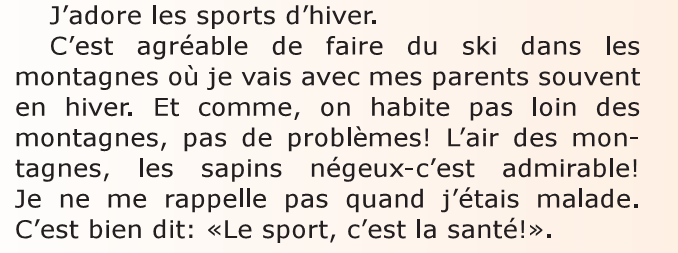 J’adore les sports d’hiver.
C’est agréable de faire du ski dans les
montagnes où je vais avec mes parents souvent
en hiver. Et comme, on habite pas loin des
montagnes, pas de problèmes! L’air des mon-
tagnes, les sapins négeux-c’est admirable!
Je ne me rappelle pas quand j’étais malade.
C’est bien dit: «Le sport, c’est la santé!».